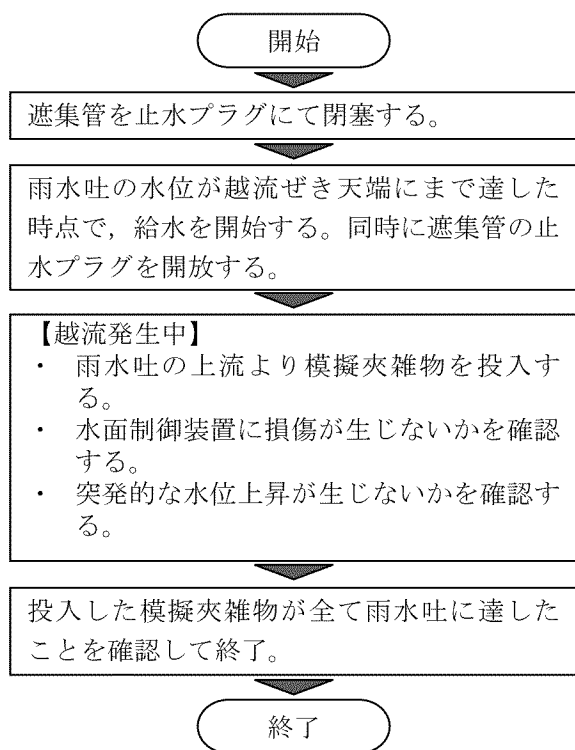 開始
遮集管を止水プラグにて閉塞する。
雨水吐の水位が越流ぜき天端にまで達した
時点で，給水を開始する。同時に遮集管の止
水プラグを開放する。
【越流発生中】
・ 雨水吐の上流より模擬夾雑物を投入す
る。
・ 水面制御装置に損傷が生じないかを確認
する。
・ 突発的な水位上昇が生じないかを確認す
る。
投入した模擬夾雑物が全て雨水吐に達した
ことを確認して終了。
終了